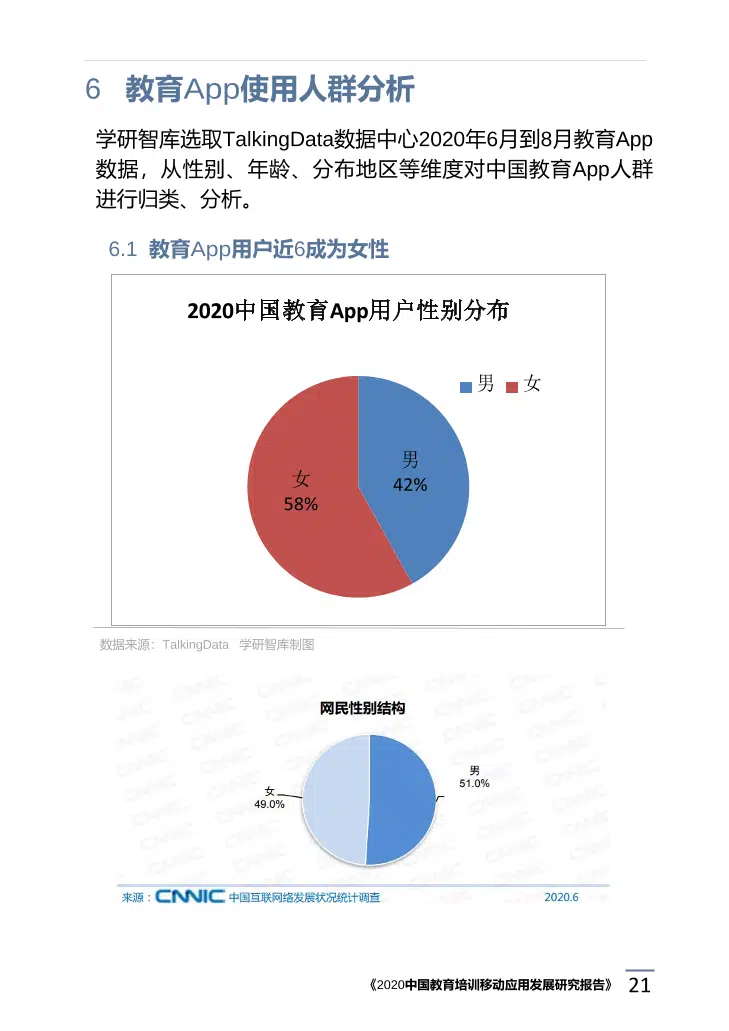 6 教育App使用人群分析
学研智库选取TalkingData数据中心2020年6月到8月教育App
数据，从性别、年龄、分布地区等维度对中国教育App人群
进行归类、分析。
6.1 教育App用户近6成为女性
2020中国教育App用户性别分布
男 女
男
42%
女
58%
数据来源：TalkingData 学研智库制图
网民性别结构
男
51.0%
女
49.0%
来源：CNNIC 中国互联网络发展状况统计调查 2020.6
《2020中国教育培训移动应用发展研究报告》 21